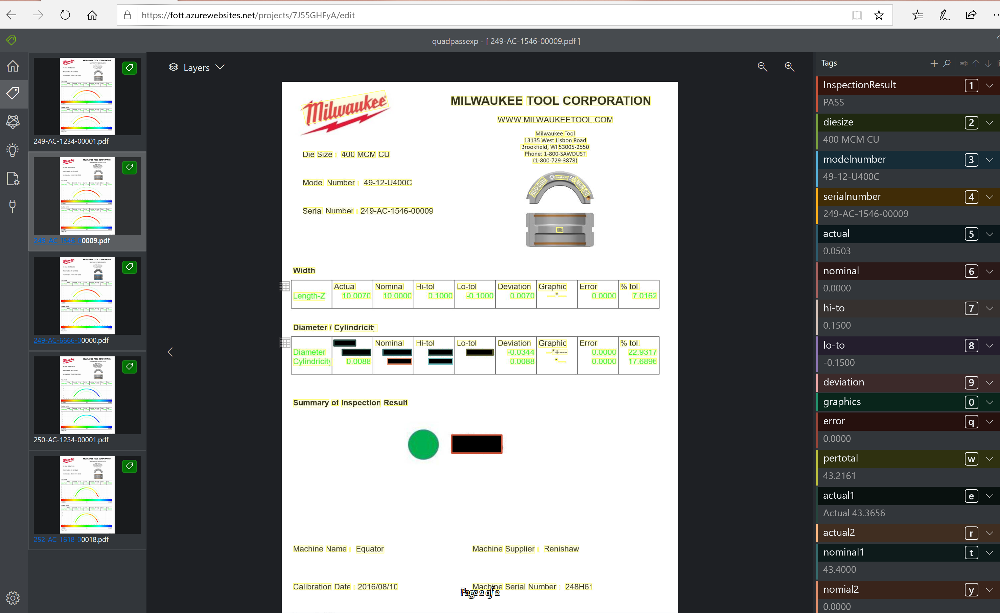 https://fott.azurewebsites.net/projects/7J55GHFyA/edit
quadpassexp - [ 249-AC-1546-00009.pdf ]
249-AC-1234-00001.pdf
249-AC-1546-00009.pdf
249-AC-6666-00000.pdf
250-AC-1234-00001.pdf
252-AC-1618-00018.pdf
Layers
Milwaukee
MILWAUKEE TOOL CORPORATION
WWW.MILWAUKEETOOL.COM
Milwaukee Tool
13135 West Lisbon Road
Brookfield, WI 53005-2550
Phone: 1-800-SAWDUST
(1-800-729-3878)
Die Size : 400 MCM CU
Model Number : 49-12-U400C
Serial Number : 249-AC-1546-00009
SDU-C500
MCM CU
Width
Actual Nominal Hi-tol Lo-tol Deviation Graphic Error % tol.
Length-Z 10.0070 10.0000 0.1000 -0.1000 0.0070 ---*--- 0.0000 7.0162
Diameter / Cylindricity
Nominal Hi-tol Lo-tol Deviation Graphic Error % tol.
Diameter -0.0344 --*+--- 0.0000 22.9317
Cylindricity 0.0088 0.0088 *--- 0.0000 17.6896
Summary of Inspection Result
Machine Name : Equator
Machine Supplier : Renishaw
Calibration Date : 2016/08/10
Machine Serial Number : 248H61
Page 2 of 2
Tags
InspectionResult 1
PASS
diesize 2
400 MCM CU
modelnumber 3
49-12-U400C
serialnumber 4
249-AC-1546-00009
actual 5
0.0503
nominal 6
0.0000
hi-to 7
0.1500
lo-to 8
-0.1500
deviation 9
graphics 0
error q
0.0000
pertotal w
43.2161
actual1 e
Actual 43.3656
actual2 r
nominal1 t
43.4000
nomial2 y
0.0000